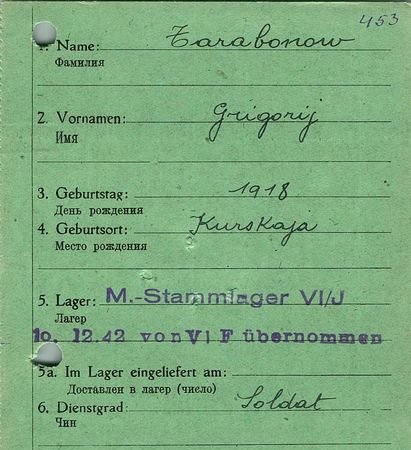 453
1. Name: Tarabonow
Фамилия
2. Vornamen: Grigorij
Имя
3. Geburtstag: 1918
День рождения
4. Geburtsort: Kurskaja
Место рождения
5. Lager: M.-Stammlager VI/J
Лагер
10. 12.42 von VI F übernommen
5a. Im Lager eingeliefert am:
Доставлен в лагер (число)
6. Dienstgrad: Soldat
Чин